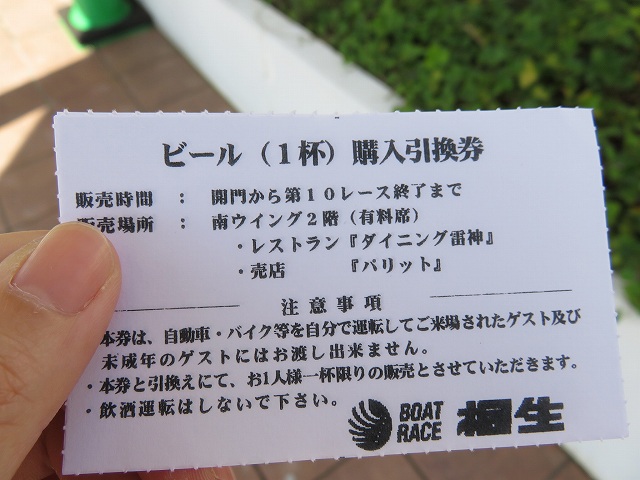 ビール（１杯）購入引換券
販売時間　：　開門から第１０レース終了まで
販売場所　：　南ウイング２階（有料席）
・レストラン『ダイニング雷神』
・売店　　　『パリット』
注意事項
本券は、自動車・バイク等を自分で運転してご来場されたゲスト及び
未成年のゲストにはお渡し出来ません。
・本券と引換えにて、お1人様一杯限りの販売とさせていただきます。
・飲酒運転はしないで下さい。
BOAT RACE 桐生